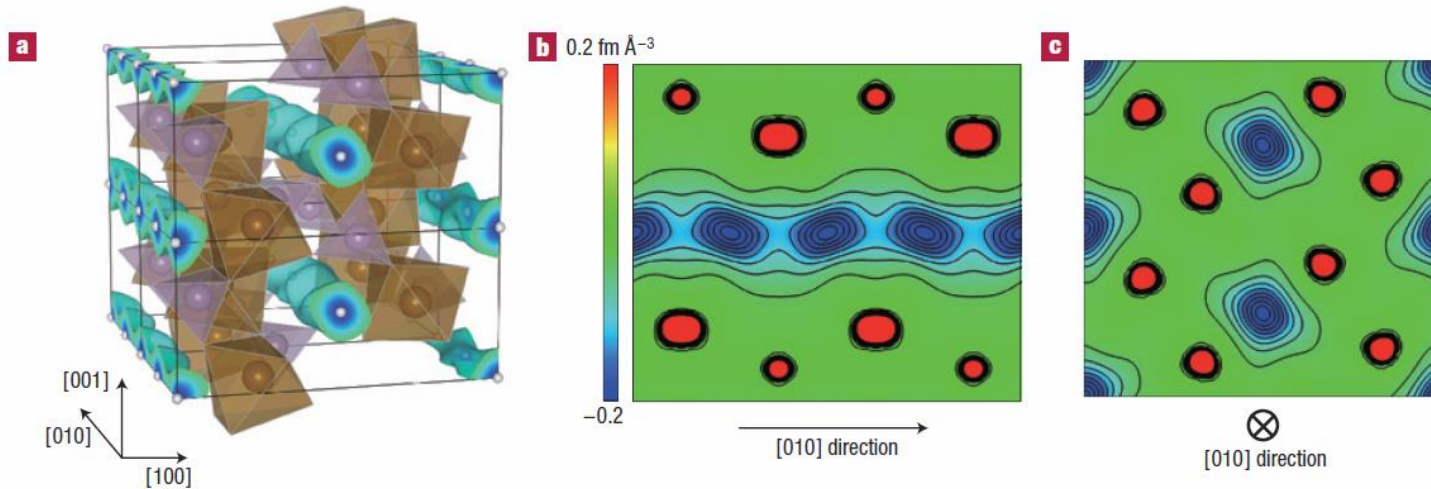 a
[001]
[010]
[100]
b
0.2 fm Å⁻³
−0.2
[010] direction
c
[010] direction